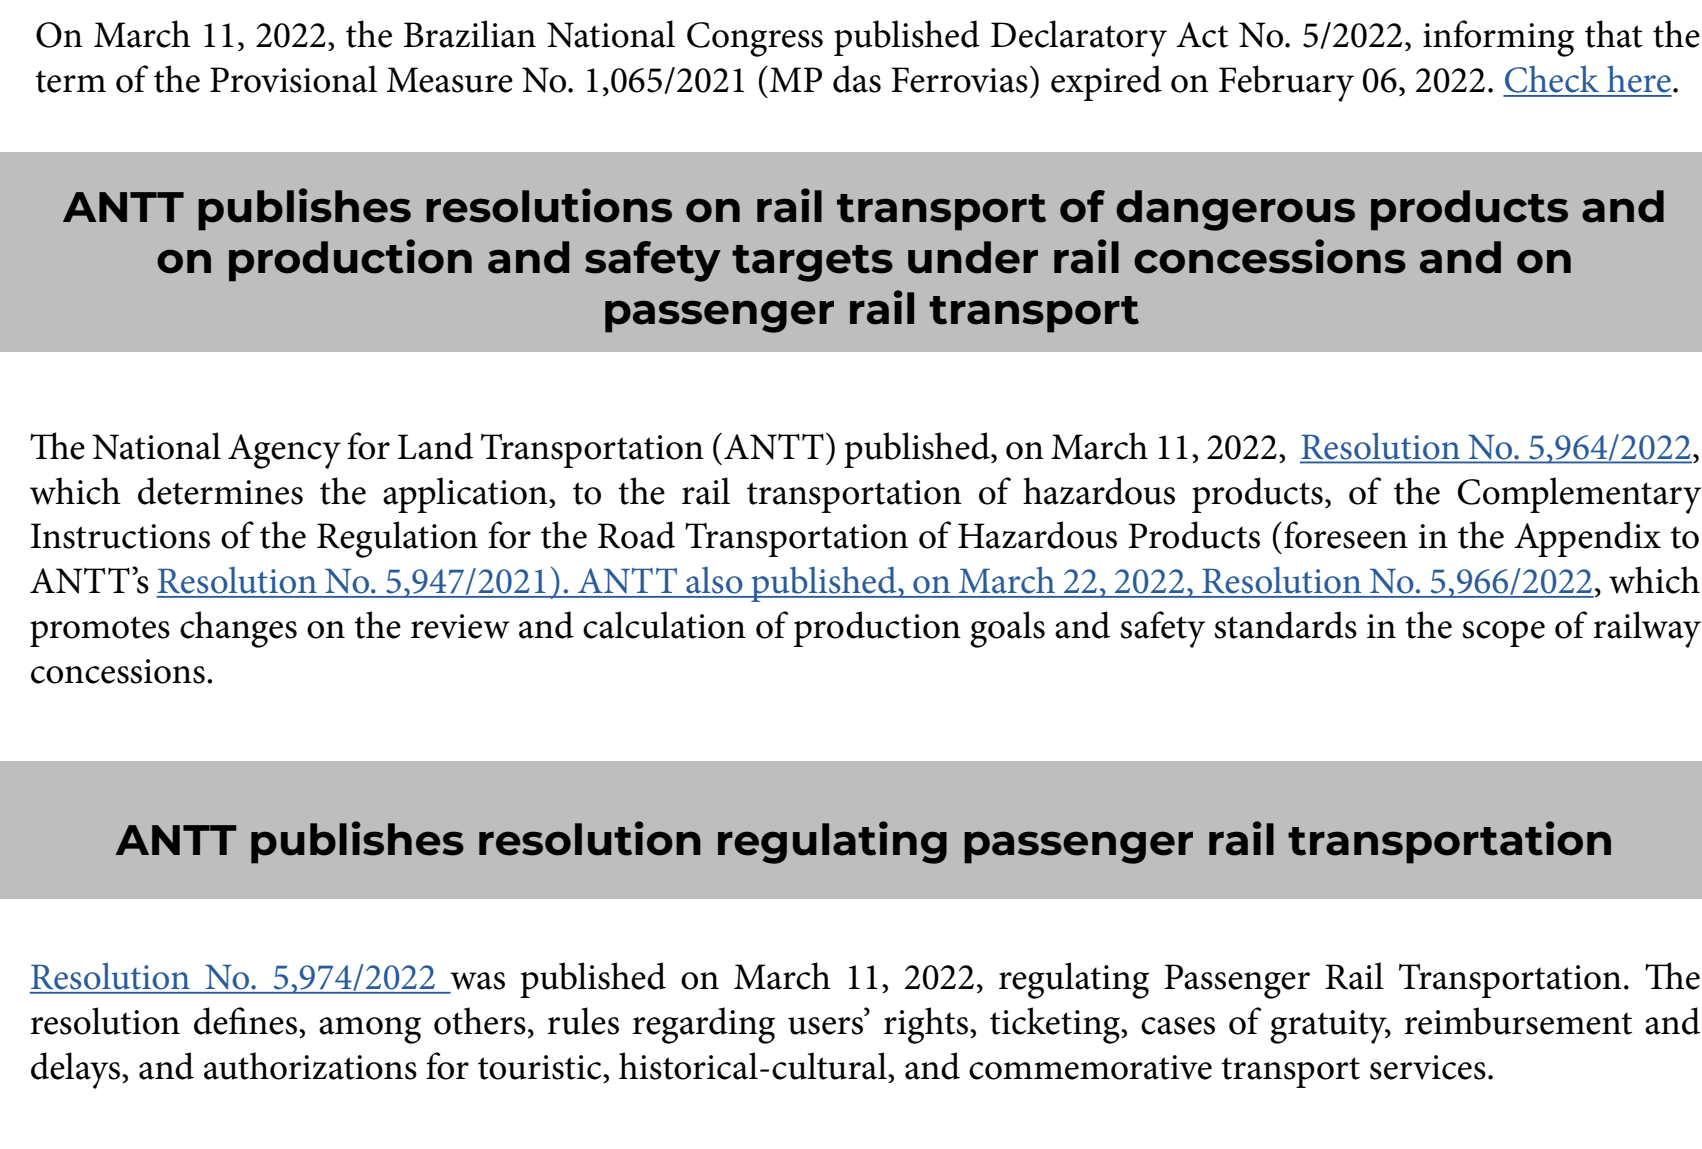 On March 11, 2022, the Brazilian National Congress published Declaratory Act No. 5/2022, informing that the
term of the Provisional Measure No. 1,065/2021 (MP das Ferrovias) expired on February 06, 2022. Check here.
ANTT publishes resolutions on rail transport of dangerous products and
on production and safety targets under rail concessions and on
passenger rail transport
The National Agency for Land Transportation (ANTT) published, on March 11, 2022, Resolution No. 5,964/2022,
which determines the application, to the rail transportation of hazardous products, of the Complementary
Instructions of the Regulation for the Road Transportation of Hazardous Products (foreseen in the Appendix to
ANTT’s Resolution No. 5,947/2021). ANTT also published, on March 22, 2022, Resolution No. 5,966/2022, which
promotes changes on the review and calculation of production goals and safety standards in the scope of railway
concessions.
ANTT publishes resolution regulating passenger rail transportation
Resolution No. 5,974/2022 was published on March 11, 2022, regulating Passenger Rail Transportation. The
resolution defines, among others, rules regarding users’ rights, ticketing, cases of gratuity, reimbursement and
delays, and authorizations for touristic, historical-cultural, and commemorative transport services.